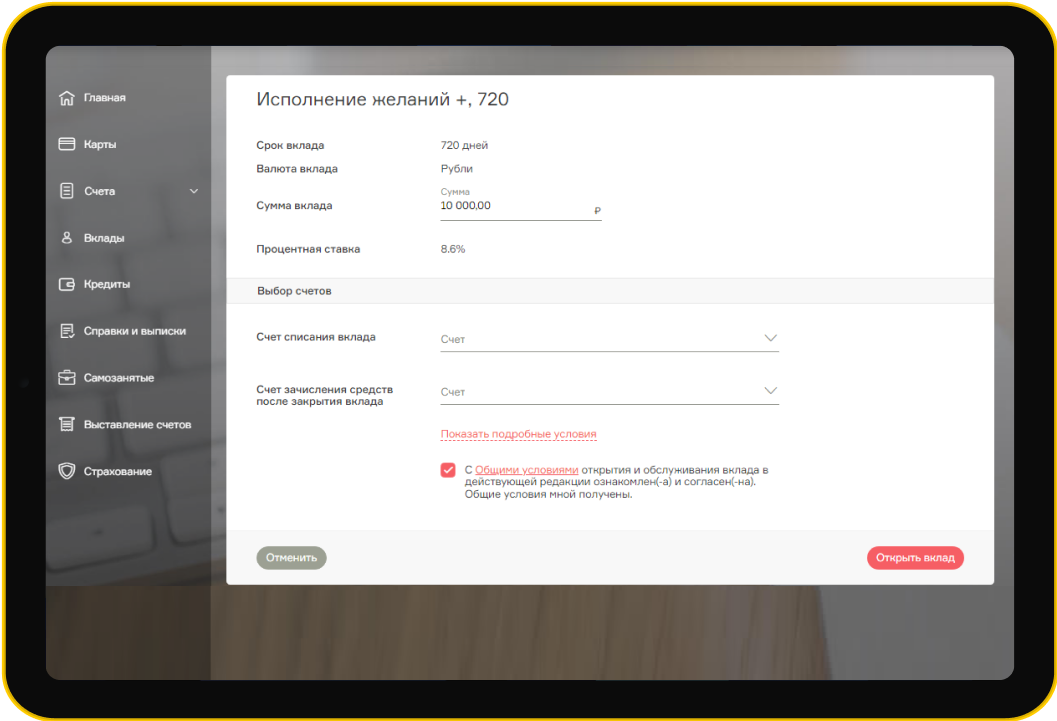 Главная
Карты
Счета
Вклады
Кредиты
Справки и выписки
Самозанятые
Выставление счетов
Страхование
Исполнение желаний +, 720
Срок вклада 720 дней
Валюта вклада Рубли
Сумма
Сумма вклада 10 000,00 ₽
Процентная ставка 8.6%
Выбор счетов
Счет списания вклада Счет
Счет зачисления средств
после закрытия вклада
Счет
Показать подробные условия
С Общими условиями открытия и обслуживания вклада в
действующей редакции ознакомлен(-а) и согласен(-на).
Общие условия мной получены.
Отменить Открыть вклад